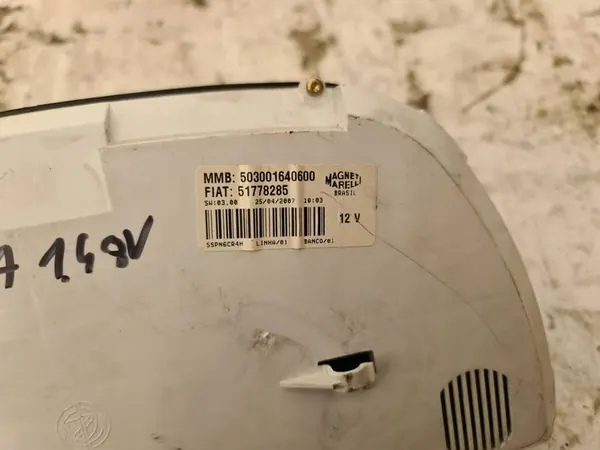 MMB: 503001640600
FIAT: 51778285
MAGNETI
MARELLI
BRASIL
SW:03.00 25/04/2007 10:03
12 V
SSPN6CR4H LINHA/01 BANCO/01
A 1.4 8V